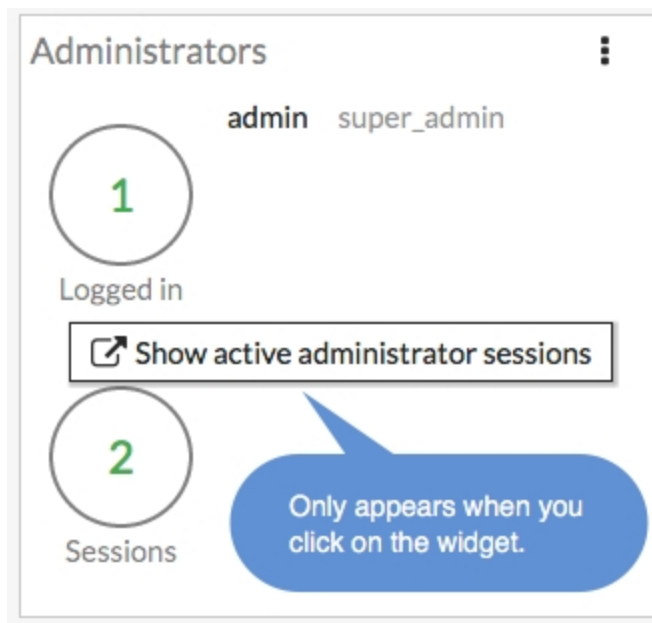 Administrators
admin super_admin
1
Logged in
Show active administrator sessions
2
Sessions
Only appears when you
click on the widget.